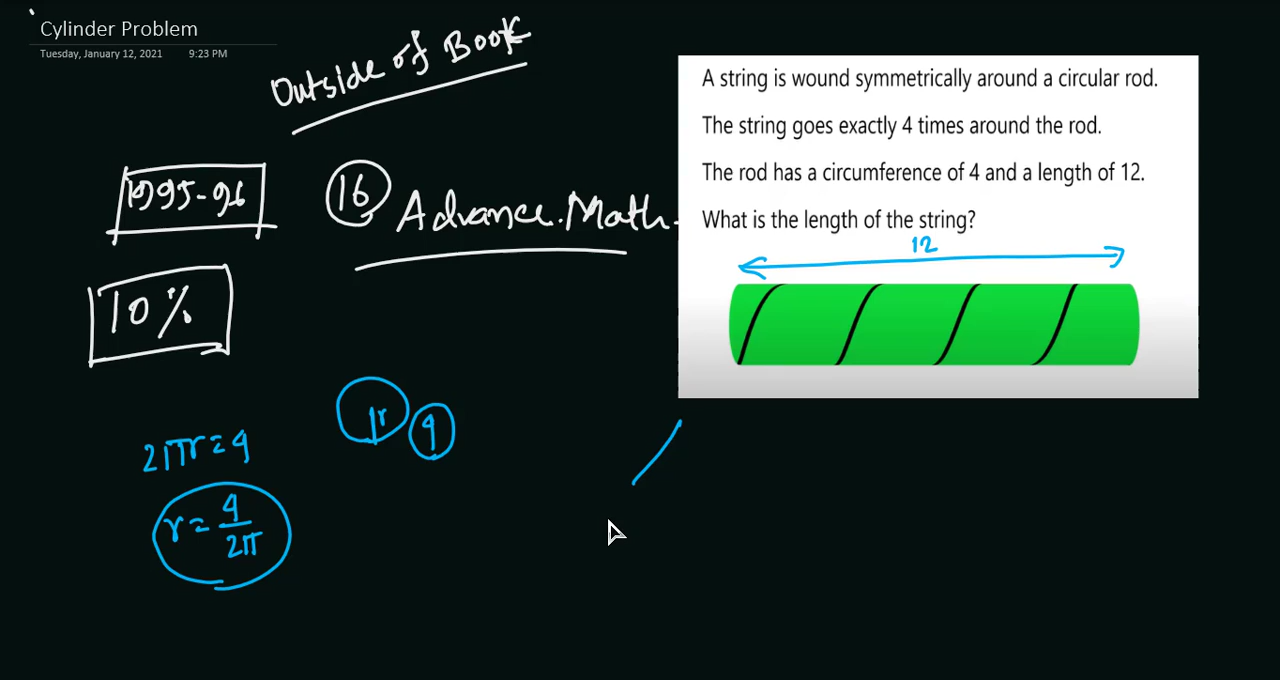 Cylinder Problem
Tuesday, January 12, 2021 9:23 PM
Outside of Book
1995-96
16 Advance.Math.
10%
A string is wound symmetrically around a circular rod.
The string goes exactly 4 times around the rod.
The rod has a circumference of 4 and a length of 12.
What is the length of the string?
12
r
4
2πr=4
r=4/2π